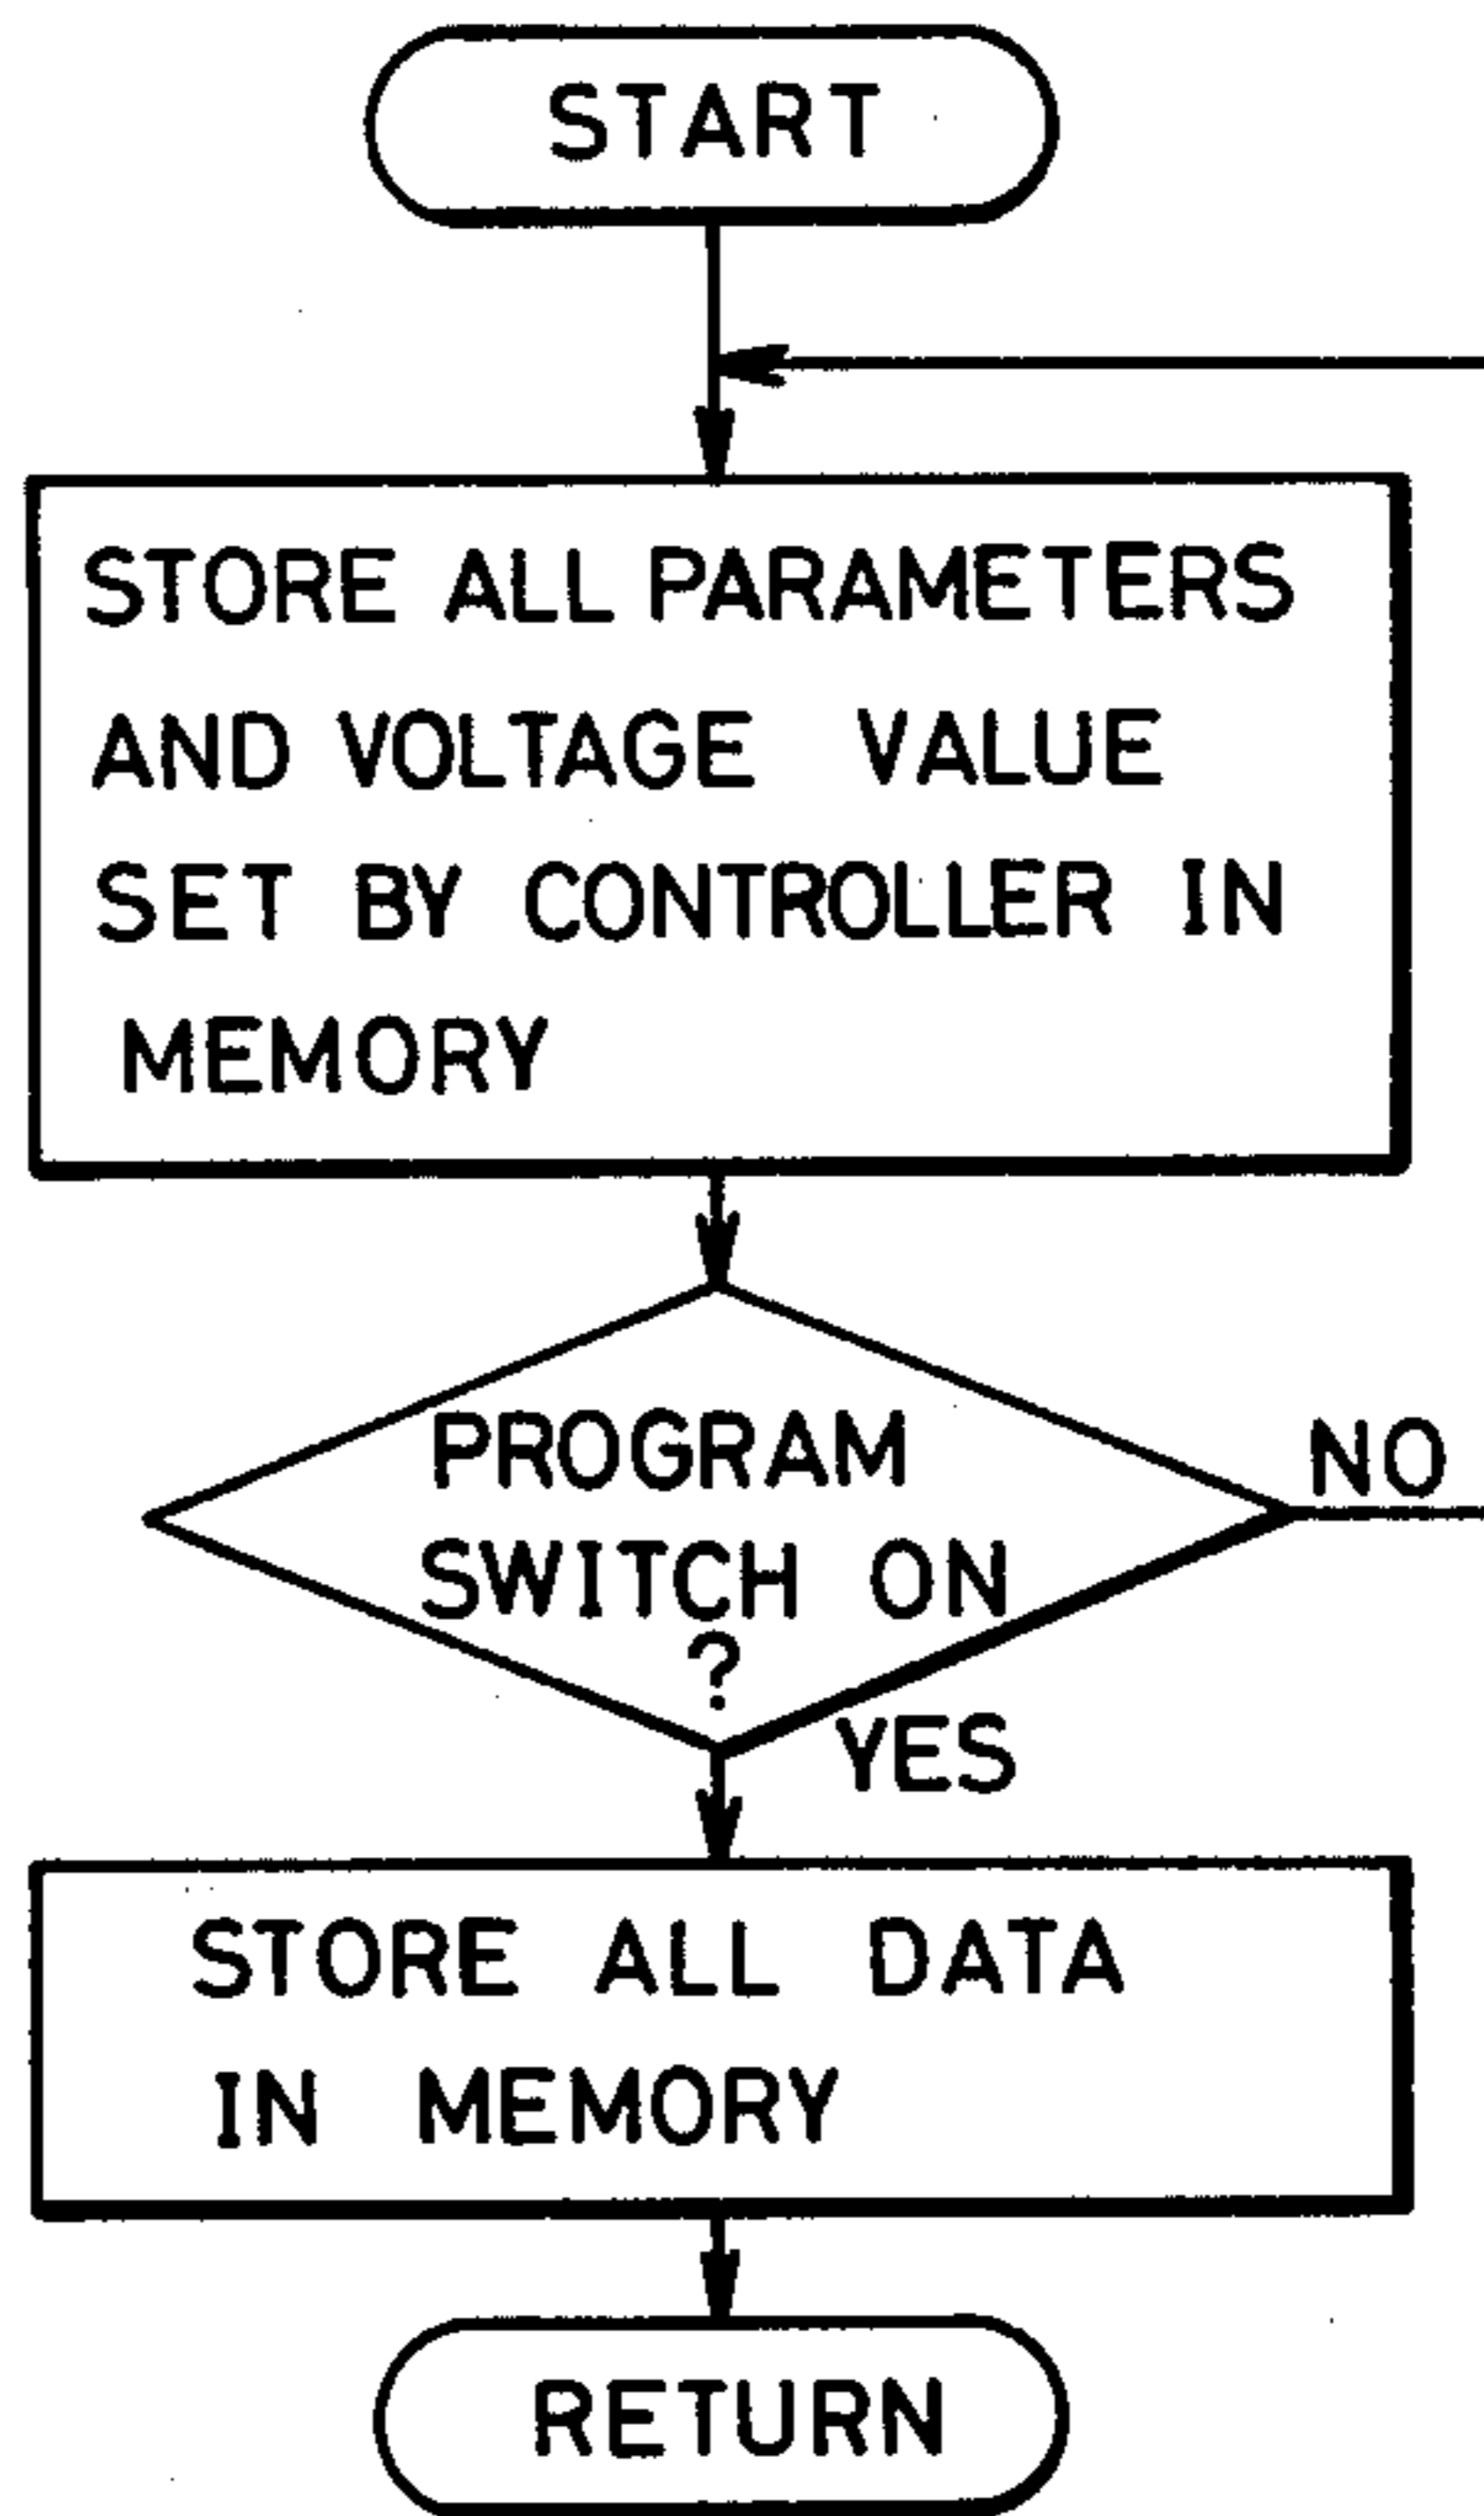 START
STORE ALL PARAMETERS
AND VOLTAGE VALUE
SET BY CONTROLLER IN
MEMORY
PROGRAM
SWITCH ON
?
NO
YES
STORE ALL DATA
IN MEMORY
RETURN